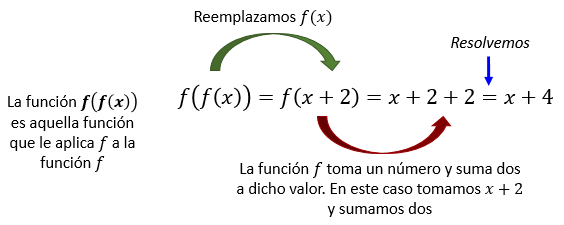 Reemplazamos f(x)
Resolvemos
La función f(f(x))
es aquella función
que le aplica f a la
función f
f(f(x)) = f(x + 2) = x + 2 + 2 = x + 4
La función f toma un número y suma dos
a dicho valor. En este caso tomamos x + 2
y sumamos dos